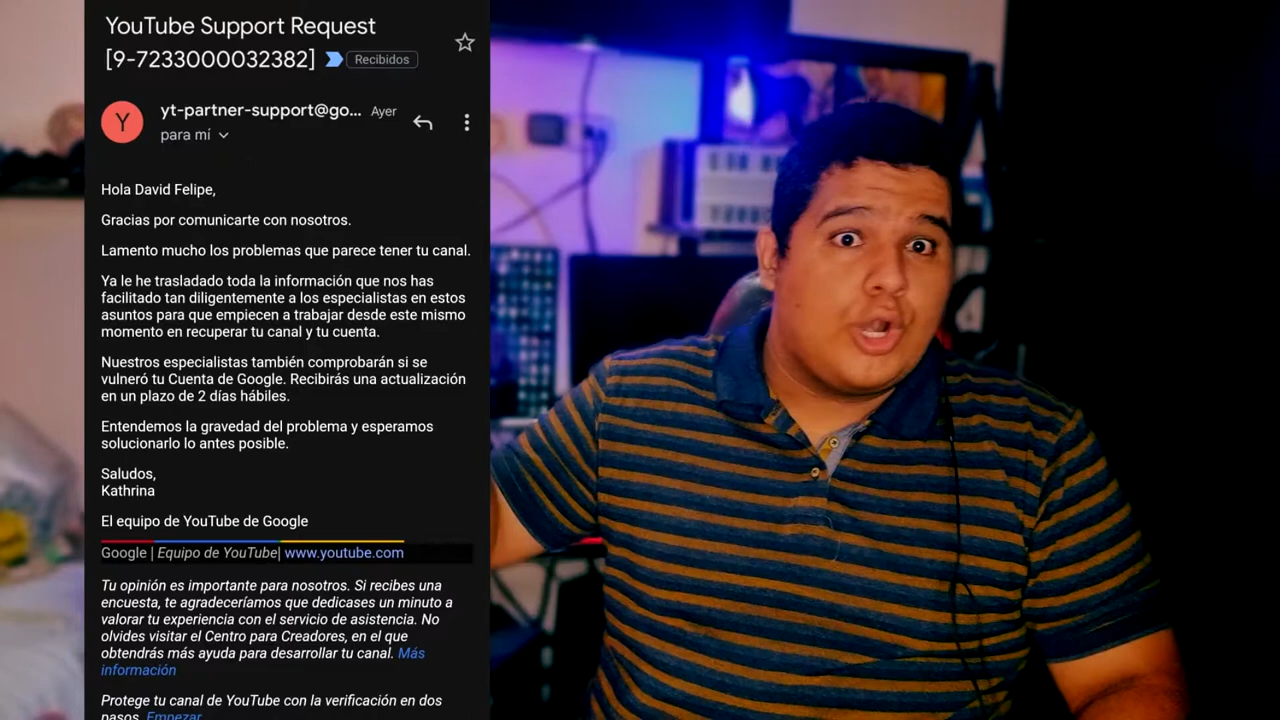 YouTube Support Request
[9-7233000032382] Recibidos
Y
yt-partner-support@go... Ayer
para mí
Hola David Felipe,
Gracias por comunicarte con nosotros.
Lamento mucho los problemas que parece tener tu canal.
Ya le he trasladado toda la información que nos has
facilitado tan diligentemente a los especialistas en estos
asuntos para que empiecen a trabajar desde este mismo
momento en recuperar tu canal y tu cuenta.
Nuestros especialistas también comprobarán si se
vulneró tu Cuenta de Google. Recibirás una actualización
en un plazo de 2 días hábiles.
Entendemos la gravedad del problema y esperamos
solucionarlo lo antes posible.
Saludos,
Kathrina
El equipo de YouTube de Google
Google | Equipo de YouTube| www.youtube.com
Tu opinión es importante para nosotros. Si recibes una
encuesta, te agradeceríamos que dedicases un minuto a
valorar tu experiencia con el servicio de asistencia. No
olvides visitar el Centro para Creadores, en el que
obtendrás más ayuda para desarrollar tu canal. Más
información
Protege tu canal de YouTube con la verificación en dos
pasos. Empezar